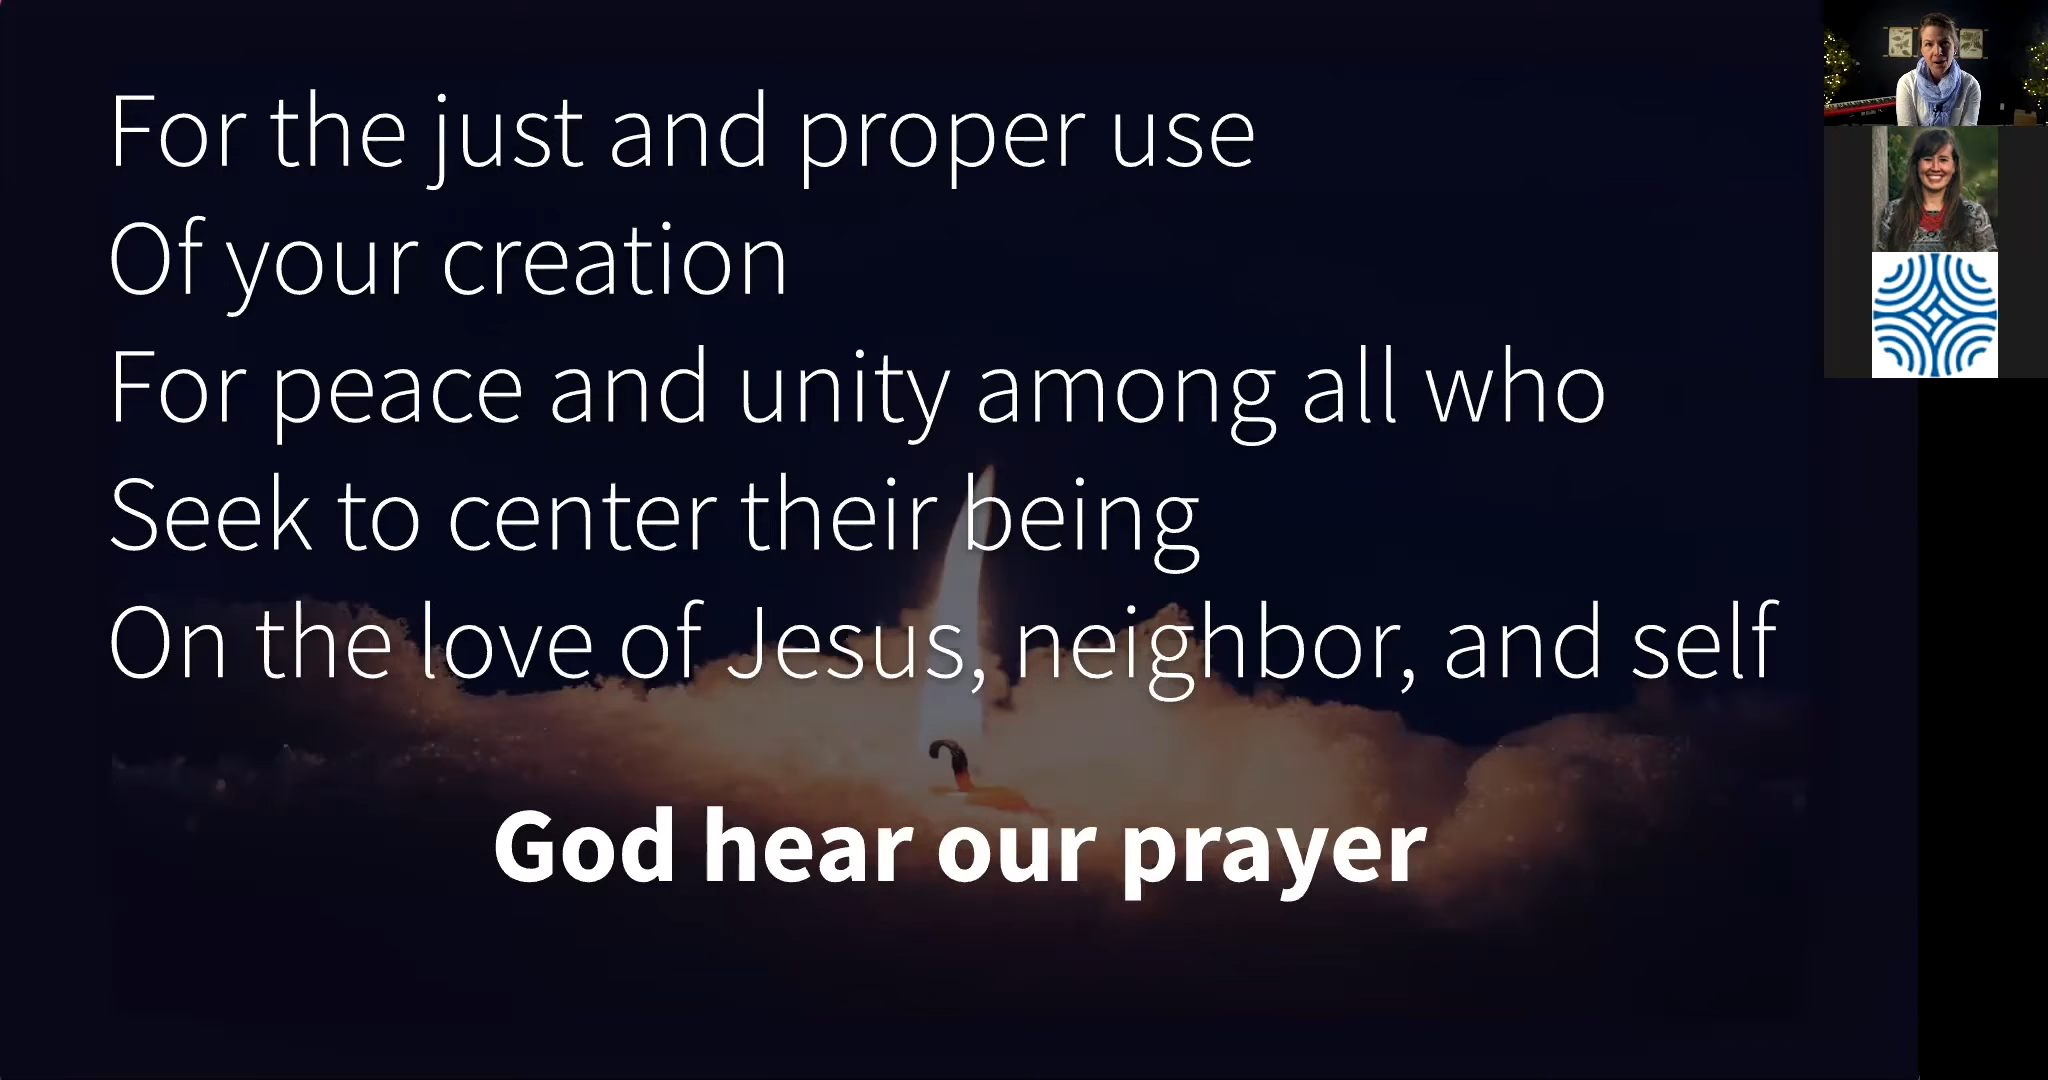 For the just and proper use
Of your creation
For peace and unity among all who
Seek to center their being
On the love of Jesus, neighbor, and self
God hear our prayer